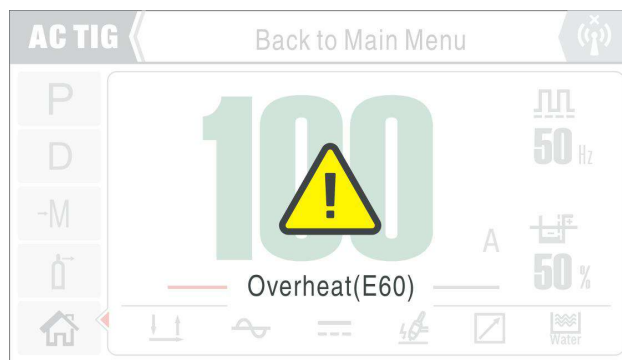 AC TIG
Back to Main Menu
P
D
→M
100
A
50 Hz
50 %
Overheat(E60)
Water